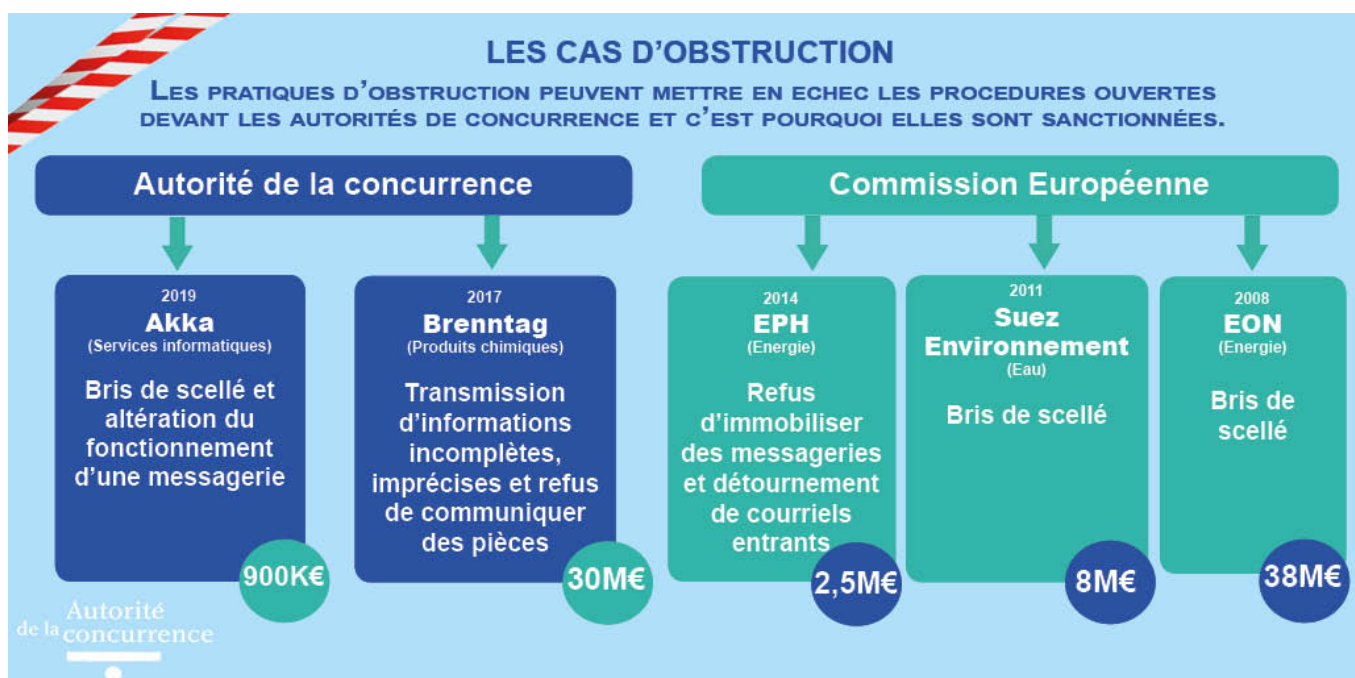 LES CAS D'OBSTRUCTION
LES PRATIQUES D'OBSTRUCTION PEUVENT METTRE EN ECHEC LES PROCEDURES OUVERTES
DEVANT LES AUTORITÉS DE CONCURRENCE ET C'EST POURQUOI ELLES SONT SANCTIONNÉES.
Autorité de la concurrence
2019
Akka
(Services informatiques)
Bris de scellé et
altération du
fonctionnement
d'une messagerie
900K€
2017
Brenntag
(Produits chimiques)
Transmission
d'informations
incomplètes,
imprécises et refus
de communiquer
des pièces
30M€
Commission Européenne
2014
EPH
(Energie)
Refus
d'immobiliser
des messageries
et détournement
de courriels
entrants
2,5M€
2011
Suez
Environnement
(Eau)
Bris de scellé
8M€
2008
EON
(Energie)
Bris de
scellé
38M€
Autorité
de la concurrence